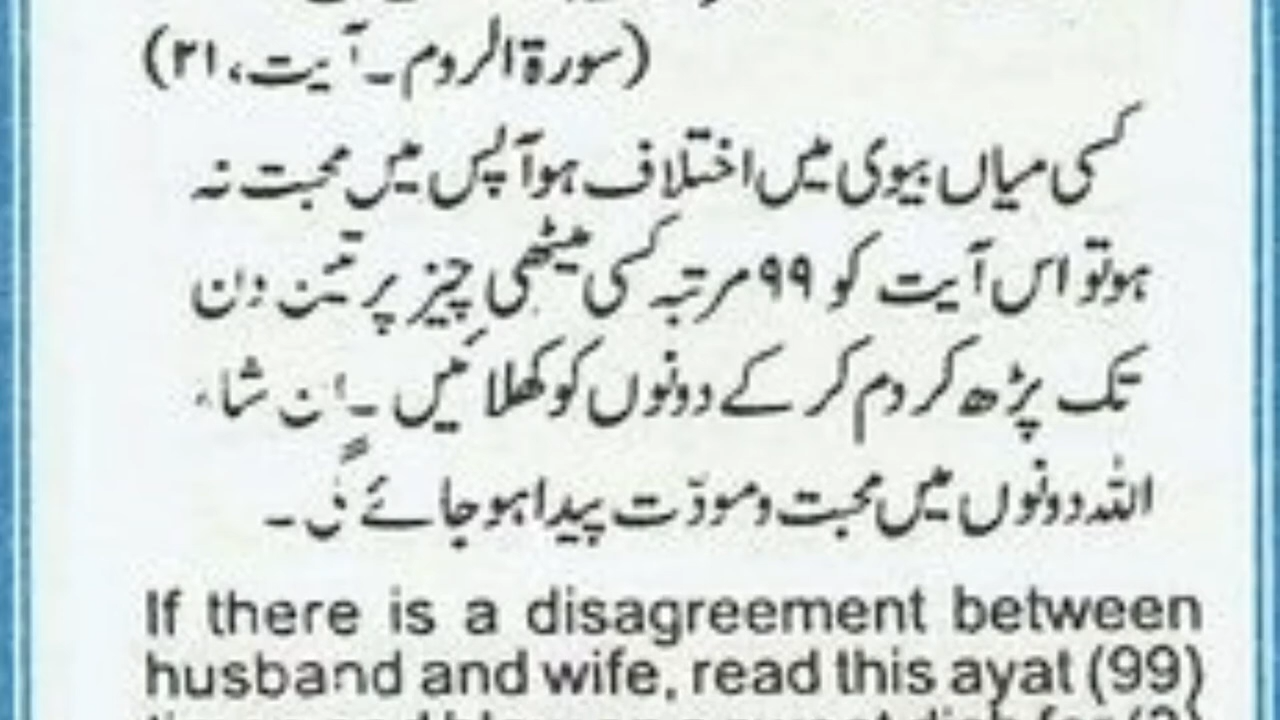 (سورۃ الروم۔ آیت، ۲۱)
کسی میاں بیوی میں اختلاف ہو آپس میں محبت نہ
ہو تو اس آیت کو ۹۹ مرتبہ کسی میٹھی چیز پر تین دن
تک پڑھ کر دم کر کے دونوں کو کھلائیں ۔ ان شاء
اللہ دونوں میں محبت و مودّت پیدا ہو جائے گی ۔
If there is a disagreement between
husband and wife, read this ayat (99)